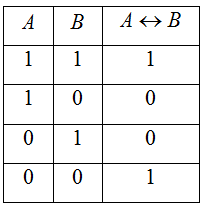 A B A ↔ B
1 1 1
1 0 0
0 1 0
0 0 1